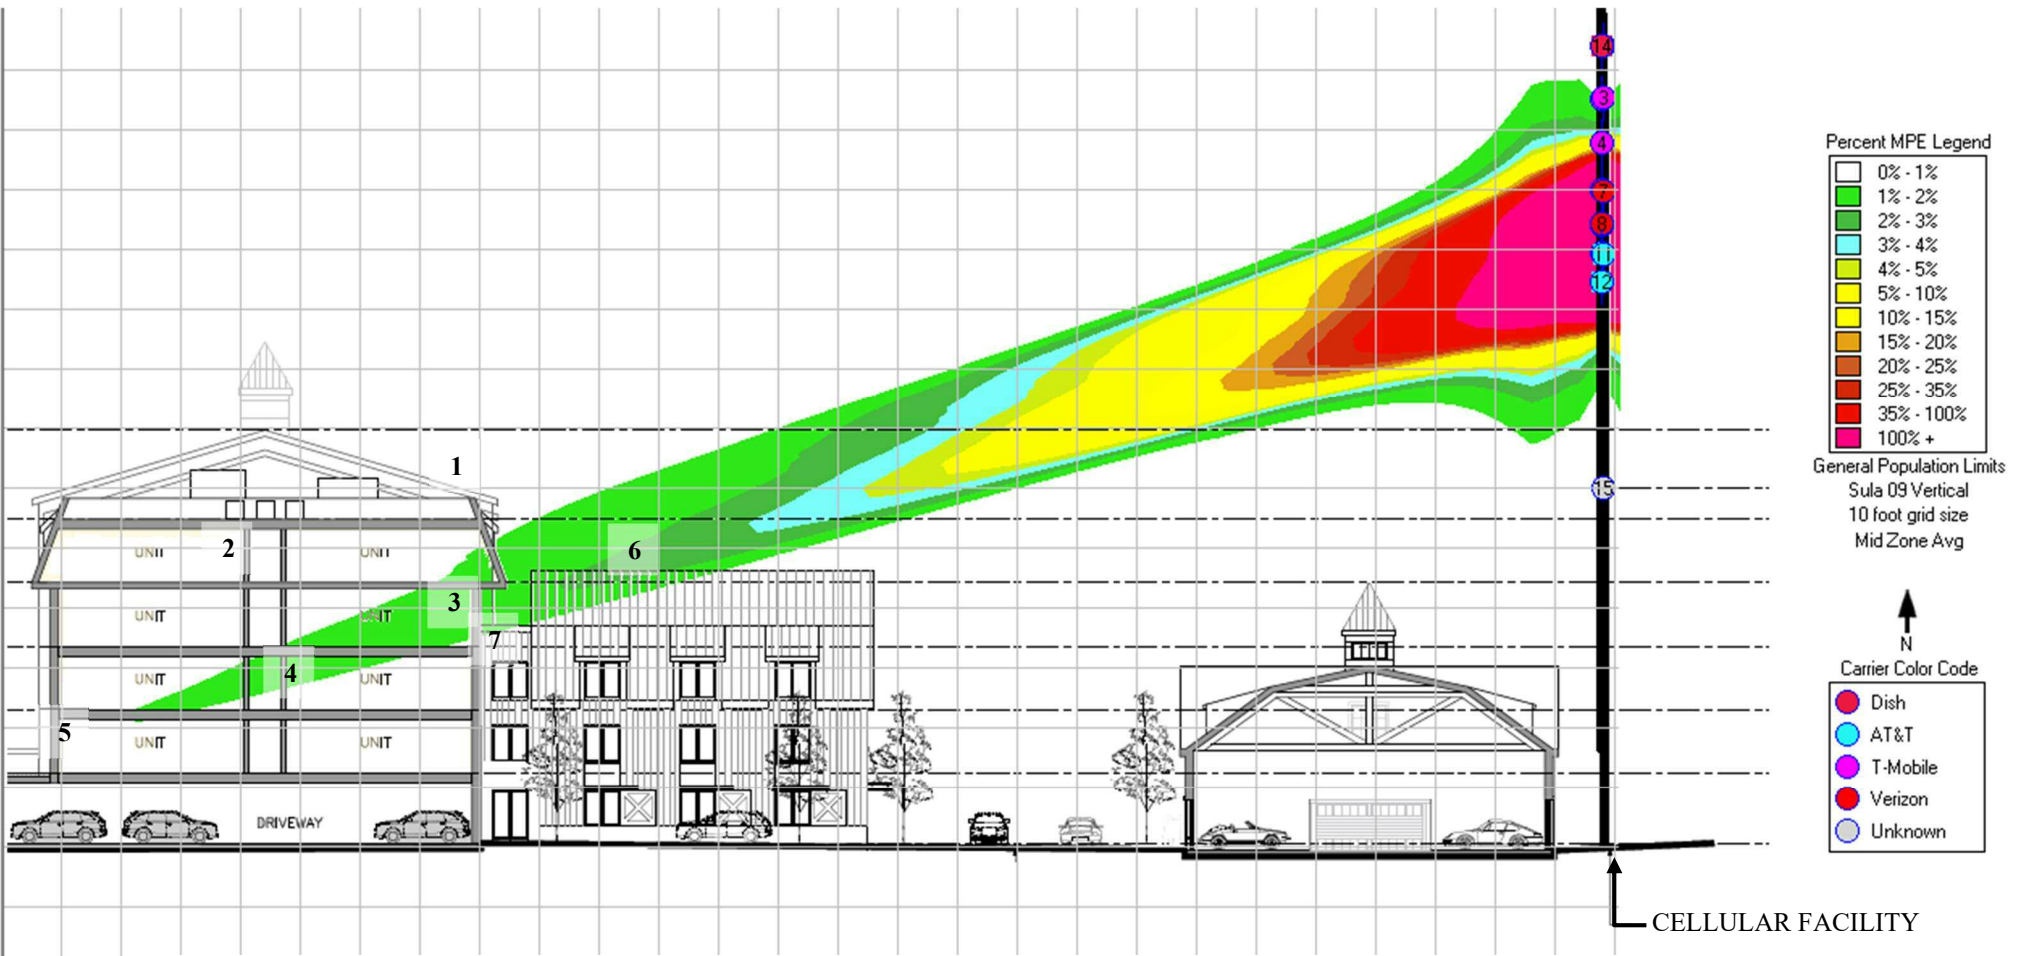 14
3
4
7
8
11
12
15
Percent MPE Legend
0% - 1%
1% - 2%
2% - 3%
3% - 4%
4% - 5%
5% - 10%
10% - 15%
15% - 20%
20% - 25%
25% - 35%
35% - 100%
100% +
General Population Limits
Sula 09 Vertical
10 foot grid size
Mid Zone Avg
N
Carrier Color Code
Dish
AT&T
T-Mobile
Verizon
Unknown
1
2
UNIT UNIT
3
6
UNIT UNIT
7
4
UNIT UNIT
5
UNIT UNIT
DRIVEWAY
CELLULAR FACILITY